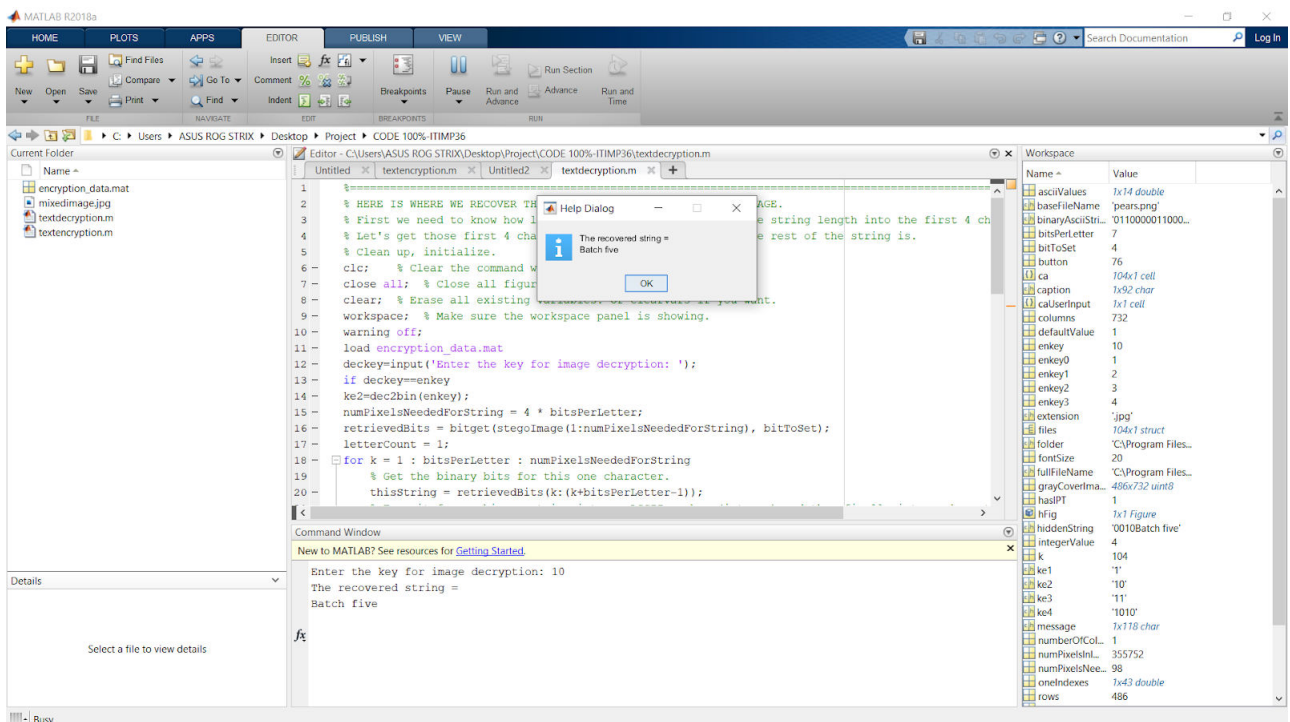 MATLAB R2018a
HOME PLOTS APPS EDITOR PUBLISH VIEW Search Documentation Log In
New Open Save Find Files Compare Print Go To Find Insert Comment Indent Breakpoints Pause Run and Advance Run Section Advance Run and Time
FILE NAVIGATE EDIT BREAKPOINTS RUN
C: Users ASUS ROG STRIX Desktop Project CODE 100%-ITIMP36
Current Folder
Name
encryption_data.mat
mixedimage.jpg
textdecryption.m
textencryption.m
Details
Select a file to view details
Editor - C:\Users\ASUS ROG STRIX\Desktop\Project\CODE 100%-ITIMP36\textdecryption.m
Untitled textencryption.m Untitled2 textdecryption.m +
1 %=====================================================================================================
2 % HERE IS WHERE WE RECOVER AGE.
3 % First we need to know how string length into the first 4 ch
4 % Let's get those first 4 rest of the string is.
5 % Clean up, initialize.
6 clc; % Clear the command
7 close all; % Close all
8 clear; % Erase all existing
9 workspace; % Make sure the workspace panel is showing.
10 warning off;
11 load encryption_data.mat
12 deckey=input('Enter the key for image decryption: ');
13 if deckey==enkey
14 ke2=dec2bin(enkey);
15 numPixelsNeededForString = 4 * bitsPerLetter;
16 retrievedBits = bitget(stegoImage(1:numPixelsNeededForString), bitToSet);
17 letterCount = 1;
18 for k = 1 : bitsPerLetter : numPixelsNeededForString
19 % Get the binary bits for this one character.
20 thisString = retrievedBits(k:(k+bitsPerLetter-1));
Help Dialog
The recovered string =
Batch five
OK
Command Window
New to MATLAB? See resources for Getting Started.
Enter the key for image decryption: 10
The recovered string =
Batch five
fx
Workspace
Name Value
asciiValues 1x14 double
baseFileName 'pears.png'
binaryAsciiStri... '0110000011000...
bitsPerLetter 7
bitToSet 4
button 76
ca 104x1 cell
caption 1x92 char
caUserInput 1x1 cell
columns 732
defaultValue 1
enkey 10
enkey0 1
enkey1 2
enkey2 3
enkey3 4
extension '.jpg'
files 104x1 struct
folder 'C:\Program Files...
fontSize 20
fullFileName 'C:\Program Files...
grayCoverIma... 486x732 uint8
hasIPT 1
hFig 1x1 Figure
hiddenString '0010Batch five'
integerValue 4
k 104
ke1 '1'
ke2 '10'
ke3 '11'
ke4 '1010'
message 1x118 char
numberOfCol... 1
numPixelsInI... 355752
numPixelsNee... 98
oneIndexes 1x43 double
rows 486
Busy